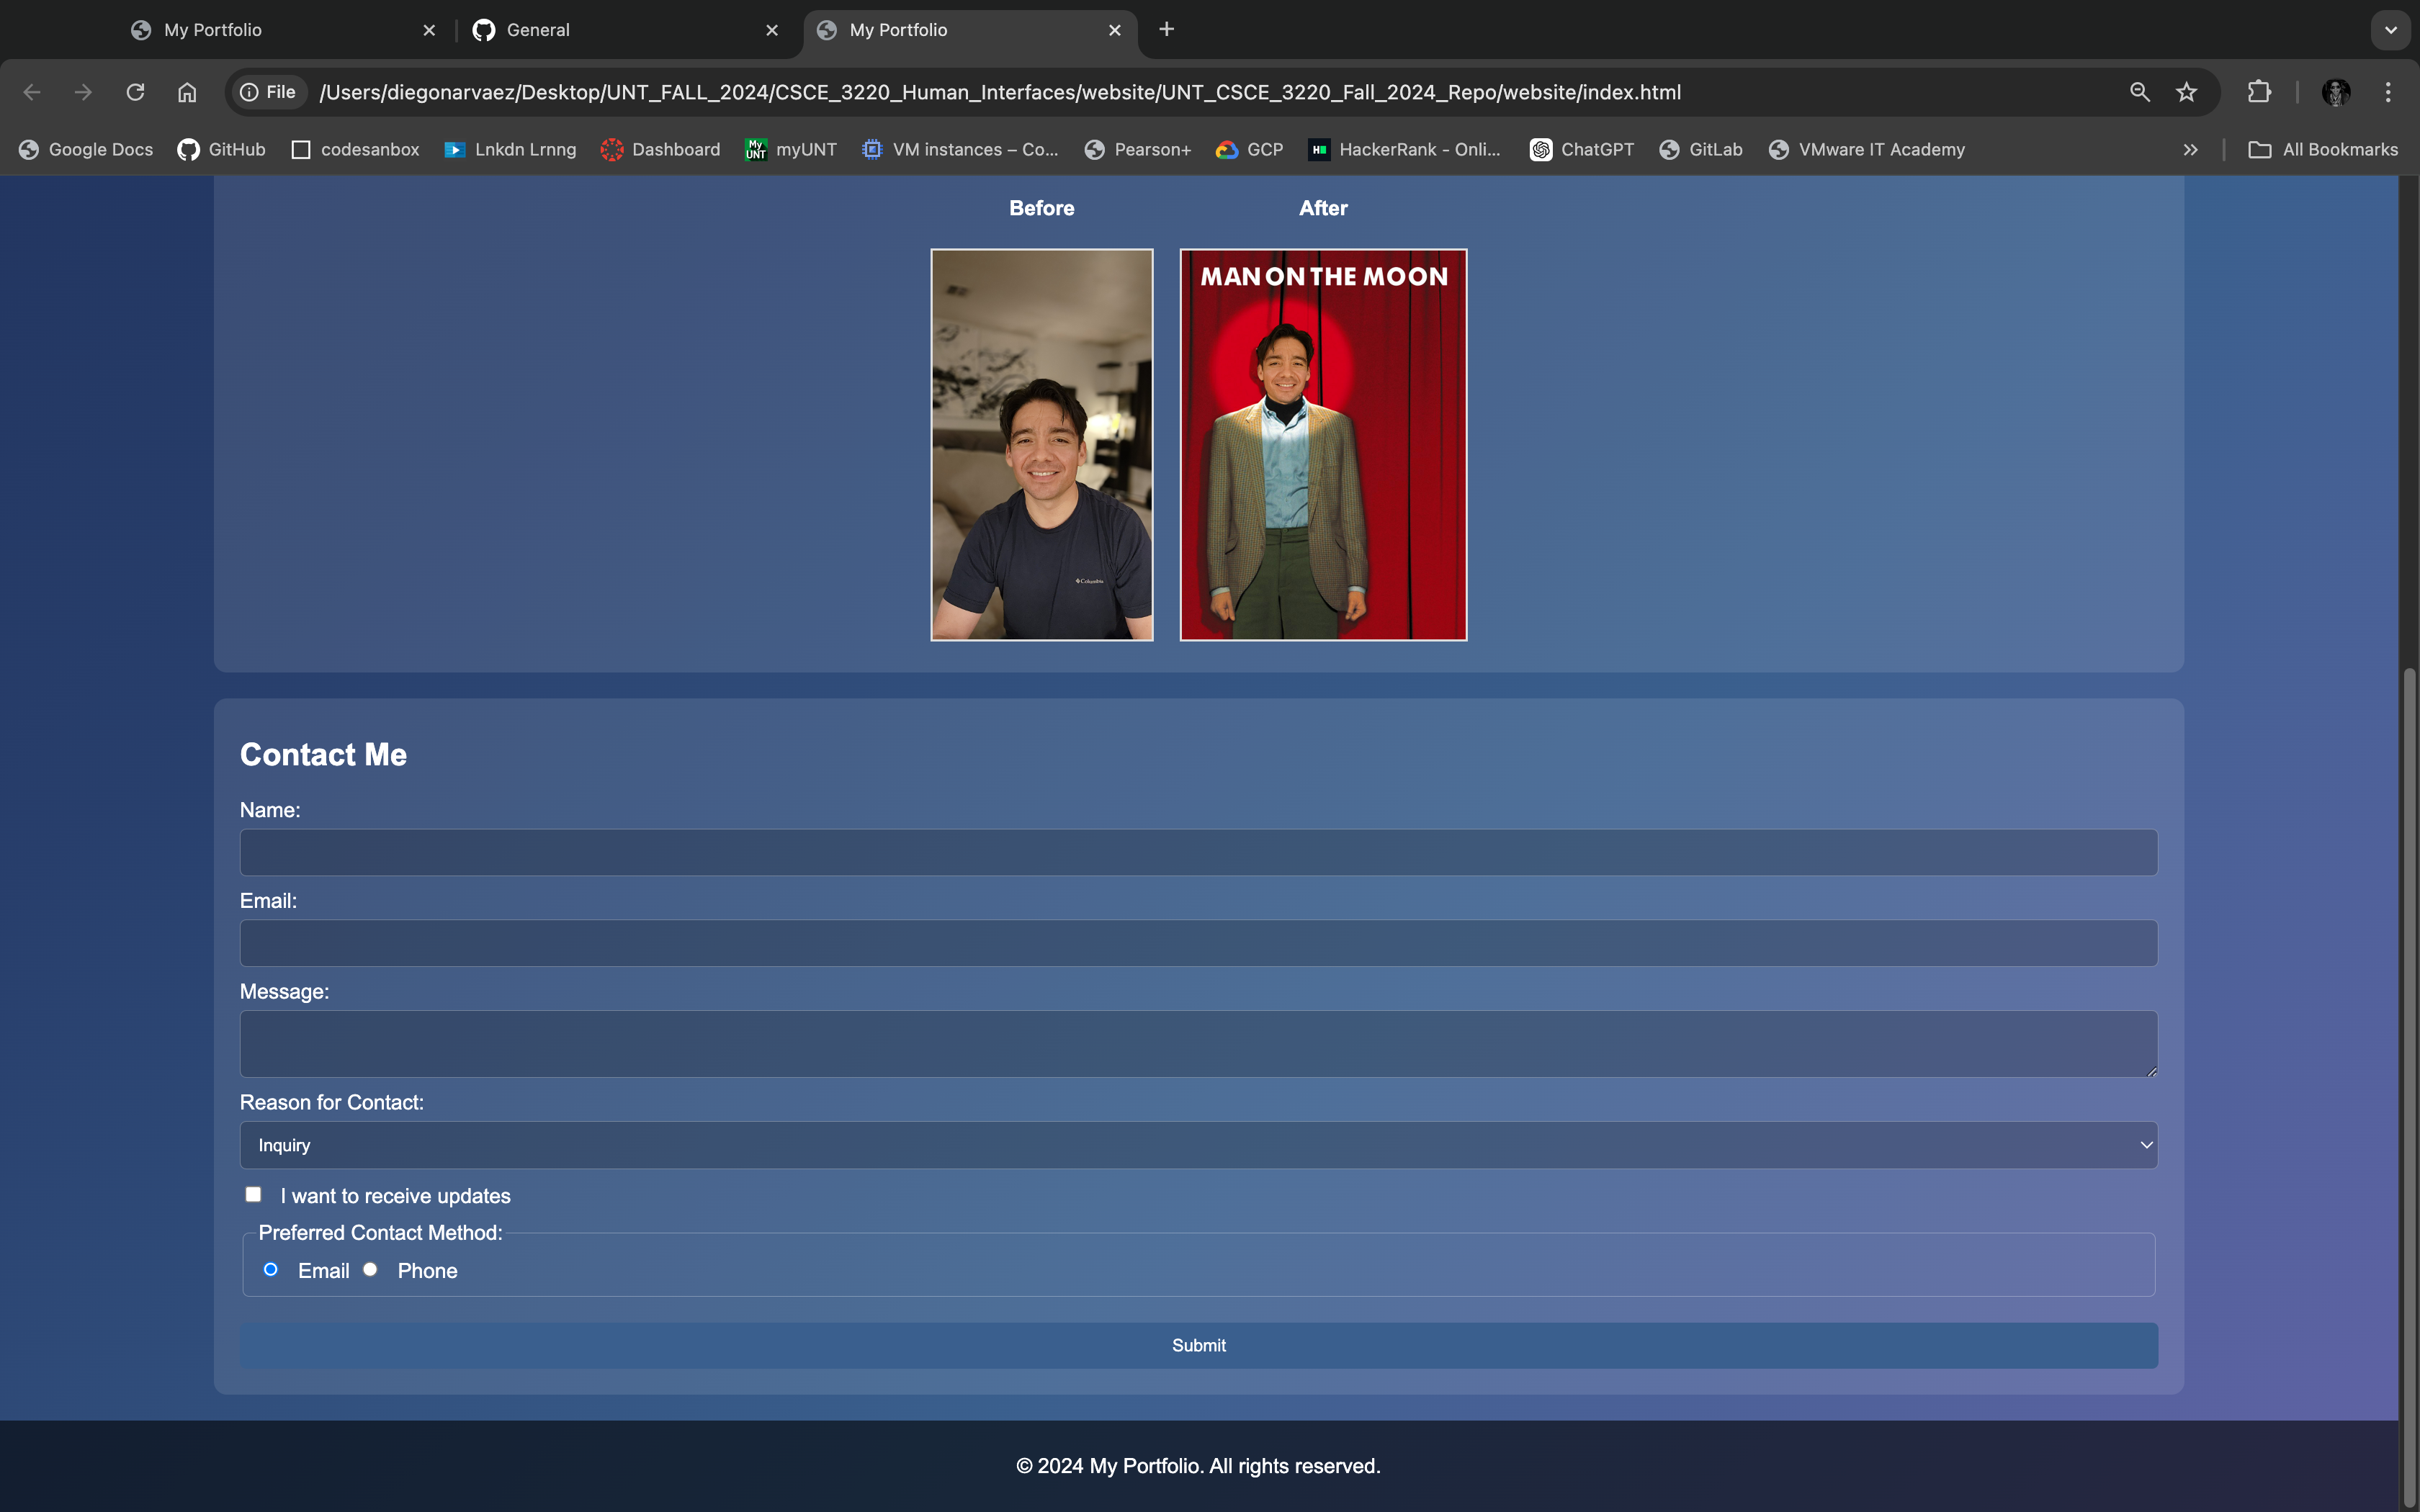 My Portfolio
General
My Portfolio
File /Users/diegonarvaez/Desktop/UNT_FALL_2024/CSCE_3220_Human_Interfaces/website/UNT_CSCE_3220_Fall_2024_Repo/website/index.html
Google Docs GitHub codesanbox Lnkdn Lrnng Dashboard My UNT myUNT VM instances – Co... Pearson+ GCP H HackerRank - Onli... ChatGPT GitLab VMware IT Academy All Bookmarks
Before After
MAN ON THE MOON
Columbia
Contact Me
Name:
Email:
Message:
Reason for Contact:
Inquiry
I want to receive updates
Preferred Contact Method:
Email Phone
Submit
© 2024 My Portfolio. All rights reserved.